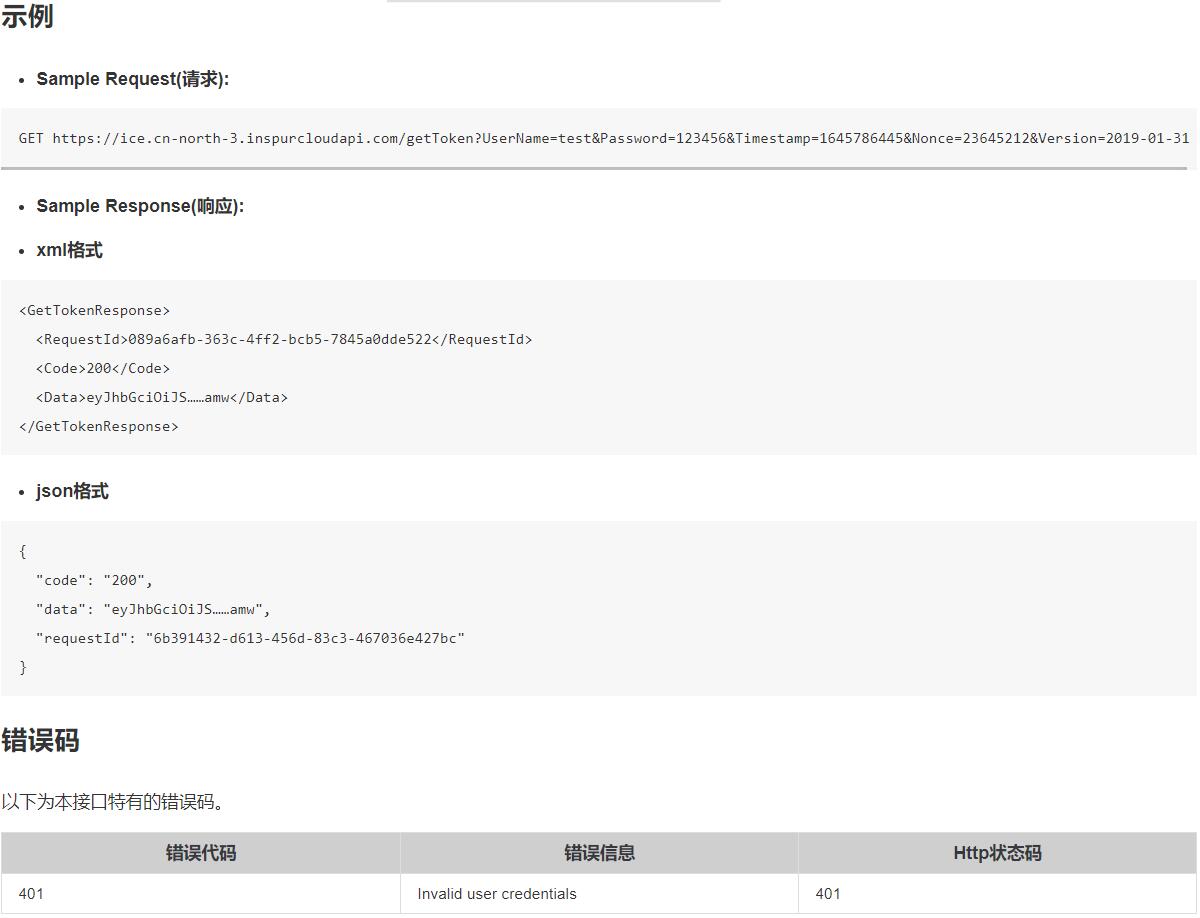 示例
• Sample Request(请求):
GET https://ice.cn-north-3.inspurcloudapi.com/getToken?UserName=test&Password=123456&Timestamp=1645786445&Nonce=23645212&Version=2019-01-31
• Sample Response(响应):
• xml格式
<GetTokenResponse>
  <RequestId>089a6afb-363c-4ff2-bcb5-7845a0dde522</RequestId>
  <Code>200</Code>
  <Data>eyJhbGciOiJS……amw</Data>
</GetTokenResponse>
• json格式
{
  "code": "200",
  "data": "eyJhbGciOiJS……amw",
  "requestId": "6b391432-d613-456d-83c3-467036e427bc"
}
错误码
以下为本接口特有的错误码。
错误代码 错误信息 Http状态码
401 Invalid user credentials 401